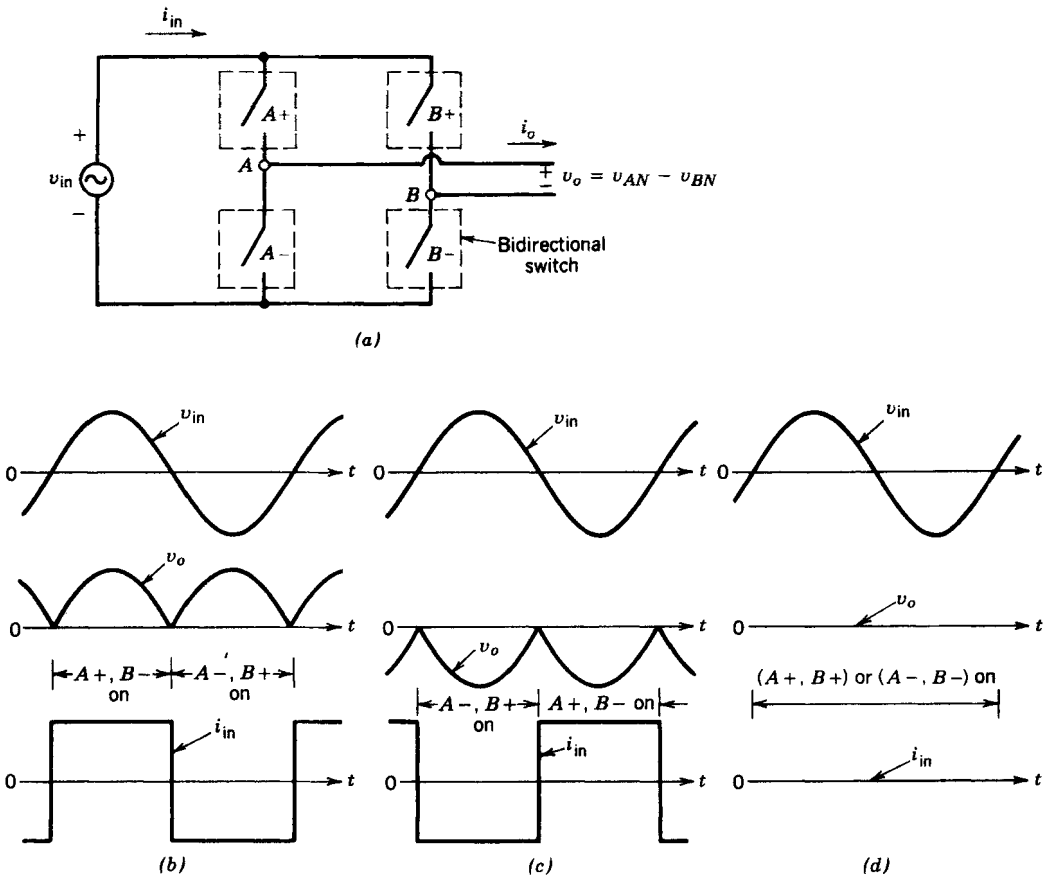 i_in
A+
B+
i_o
+
A
+
v_in
v_o = v_AN − v_BN
−
B
−
A−
B−
Bidirectional
switch
(a)
v_in
v_in
v_in
0
t
0
t
0
t
v_o
v_o
0
t
0
t
0
t
v_o
A+, B−
on
A−, B+
on
A−, B+
on
A+, B− on
(A+, B+) or (A−, B−) on
i_in
i_in
i_in
0
t
0
t
0
t
(b)
(c)
(d)